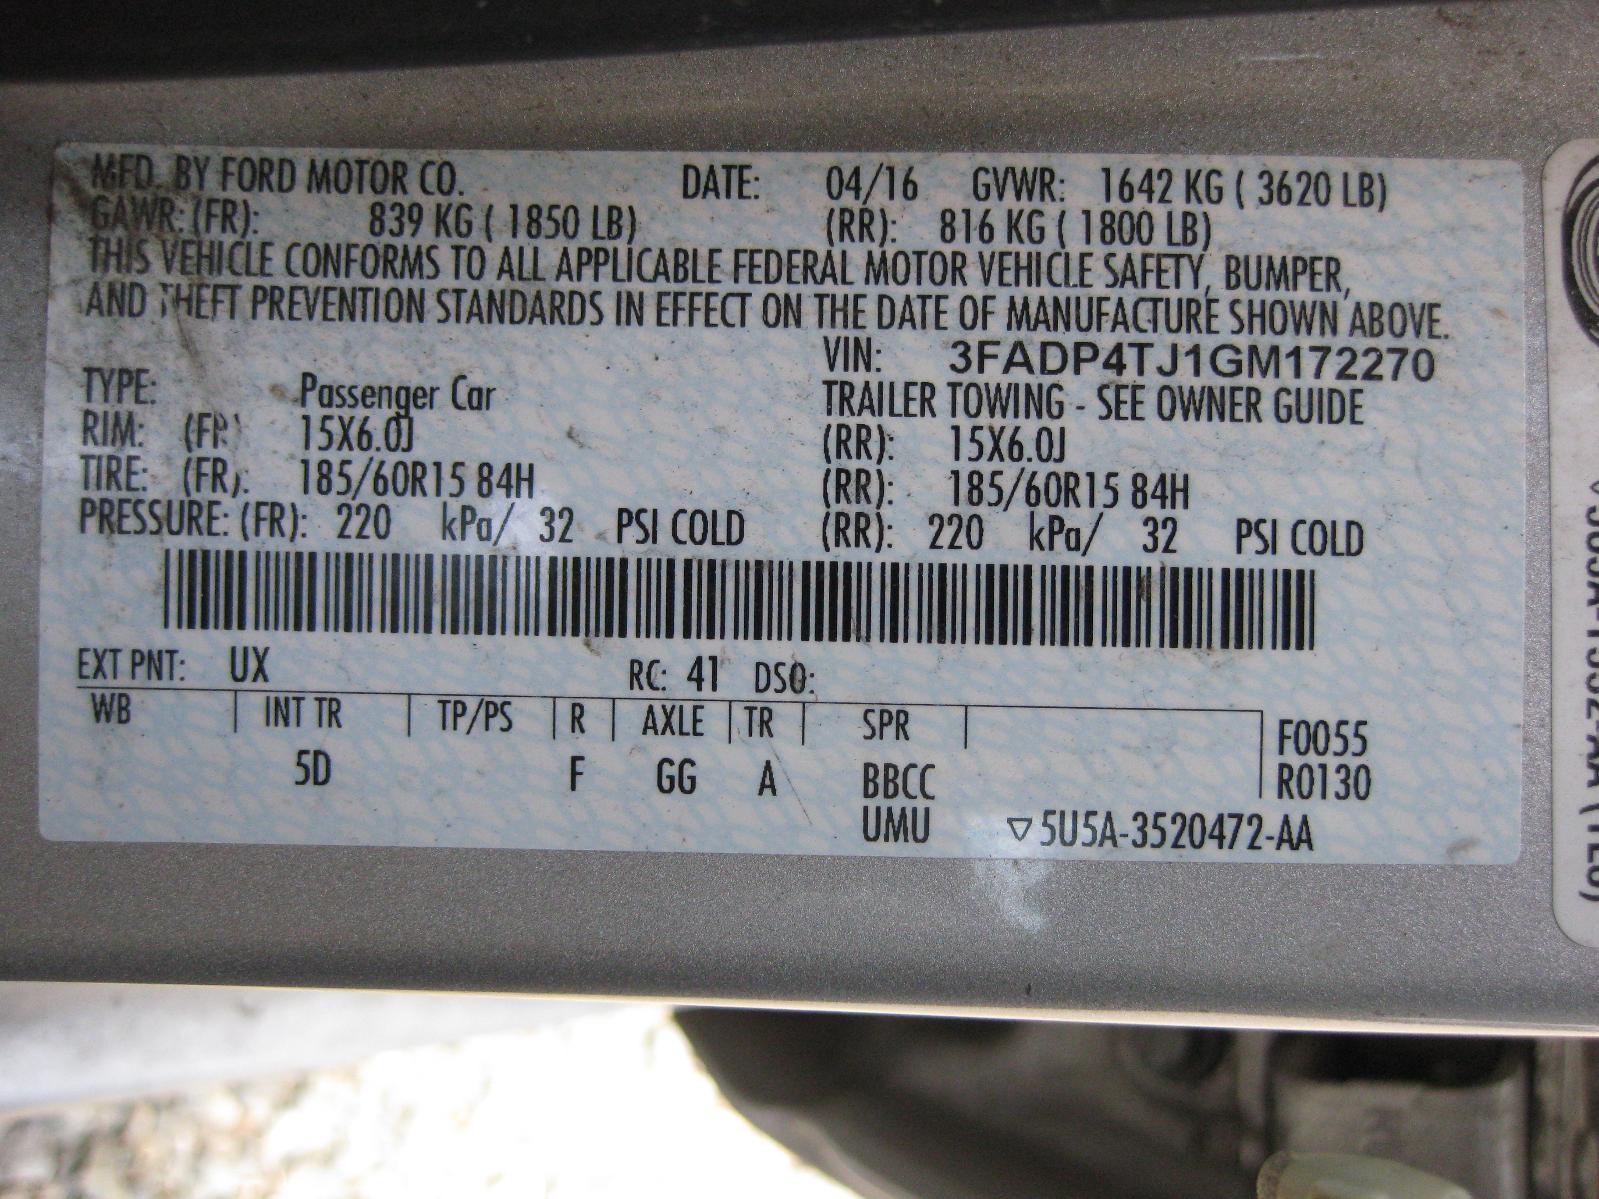 MFD. BY FORD MOTOR CO. DATE: 04/16 GVWR: 1642 KG ( 3620 LB)
GAWR: (FR): 839 KG ( 1850 LB) (RR): 816 KG ( 1800 LB)
THIS VEHICLE CONFORMS TO ALL APPLICABLE FEDERAL MOTOR VEHICLE SAFETY, BUMPER,
AND THEFT PREVENTION STANDARDS IN EFFECT ON THE DATE OF MANUFACTURE SHOWN ABOVE.
VIN: 3FADP4TJ1GM172270
TYPE: Passenger Car TRAILER TOWING - SEE OWNER GUIDE
RIM: (FR) 15X6.0J (RR): 15X6.0J
TIRE: (FR): 185/60R15 84H (RR): 185/60R15 84H
PRESSURE: (FR): 220 kPa/ 32 PSI COLD (RR): 220 kPa/ 32 PSI COLD
EXT PNT: UX RC: 41 DSO:
WB INT TR TP/PS R AXLE TR SPR F0055
5D F GG A BBCC R0130
UMU ▽5U5A-3520472-AA